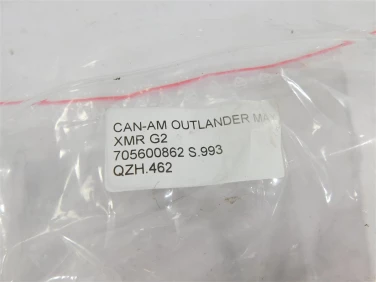 CAN-AM OUTLANDER MA
XMR G2
705600862 S.993
QZH.462